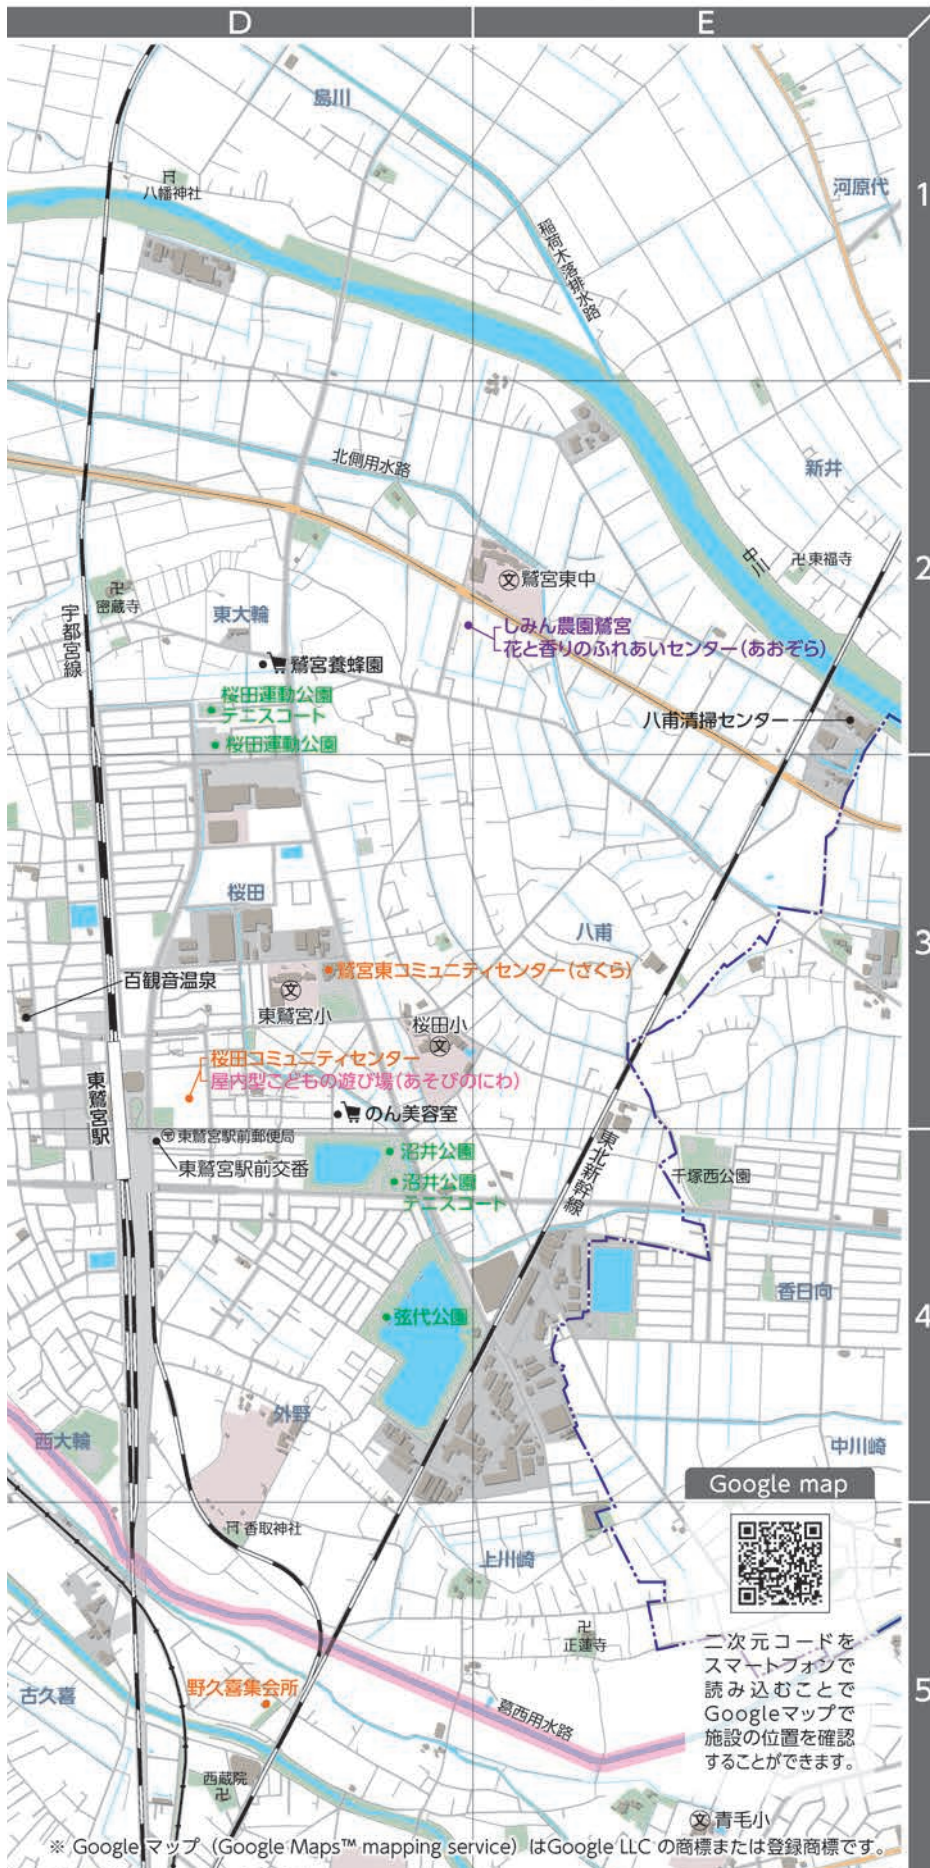 D
E
島川
河原代
1
八幡神社
稲荷木落排水路
北側用水路
新井
中川
卍東福寺
2
文 鷲宮東中
卍
密蔵寺
東大輪
宇都宮線
しみん農園鷲宮
花と香りのふれあいセンター(あおぞら)
鷲宮養蜂園
桜田運動公園
テニスコート
八甫清掃センター
桜田運動公園
桜田
八甫
3
鷲宮東コミュニティセンター(さくら)
百観音温泉
文
東鷲宮小
桜田小
文
桜田コミュニティセンター
屋内型こどもの遊び場(あそびのにわ)
東鷲宮駅
のん美容室
〒東鷲宮駅前郵便局
東鷲宮駅前交番
沼井公園
沼井公園
テニスコート
東北新幹線
千塚西公園
香日向
4
弦代公園
外野
西大輪
中川崎
Google map
香取神社
上川崎
卍
正蓮寺
二次元コードを
スマートフォンで
読み込むことで
Googleマップで
施設の位置を確認
することができます。
5
古久喜
野久喜集会所
葛西用水路
西蔵院
卍
文 青毛小
※ Google マップ（Google Maps™ mapping service）はGoogle LLC の商標または登録商標です。